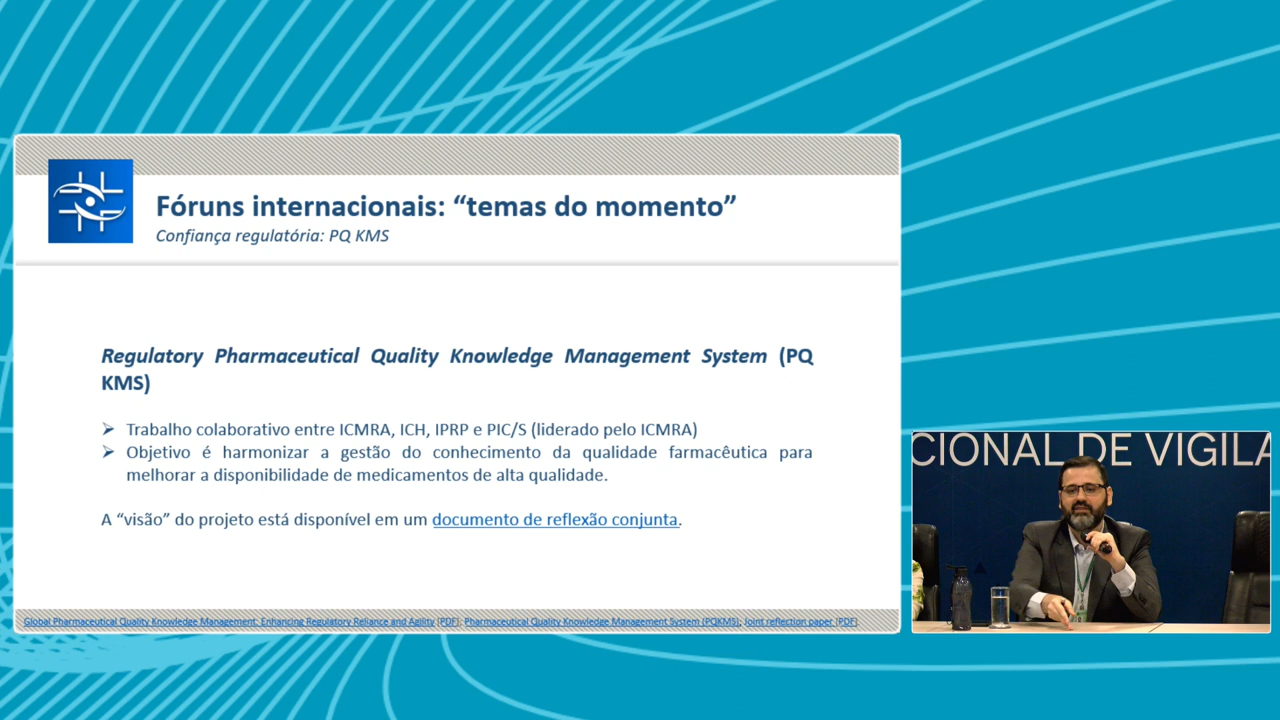 Fóruns internacionais: “temas do momento”
Confiança regulatória: PQ KMS
Regulatory Pharmaceutical Quality Knowledge Management System (PQ
KMS)
➢ Trabalho colaborativo entre ICMRA, ICH, IPRP e PIC/S (liderado pelo ICMRA)
➢ Objetivo é harmonizar a gestão do conhecimento da qualidade farmacêutica para
melhorar a disponibilidade de medicamentos de alta qualidade.
A “visão” do projeto está disponível em um documento de reflexão conjunta.
Global Pharmaceutical Quality Knowledge Management, Enhancing Regulatory Reliance and Agility [PDF]; Pharmaceutical Quality Knowledge Management System (PQKMS), Joint reflection paper [PDF]
CIONAL DE VIGILA